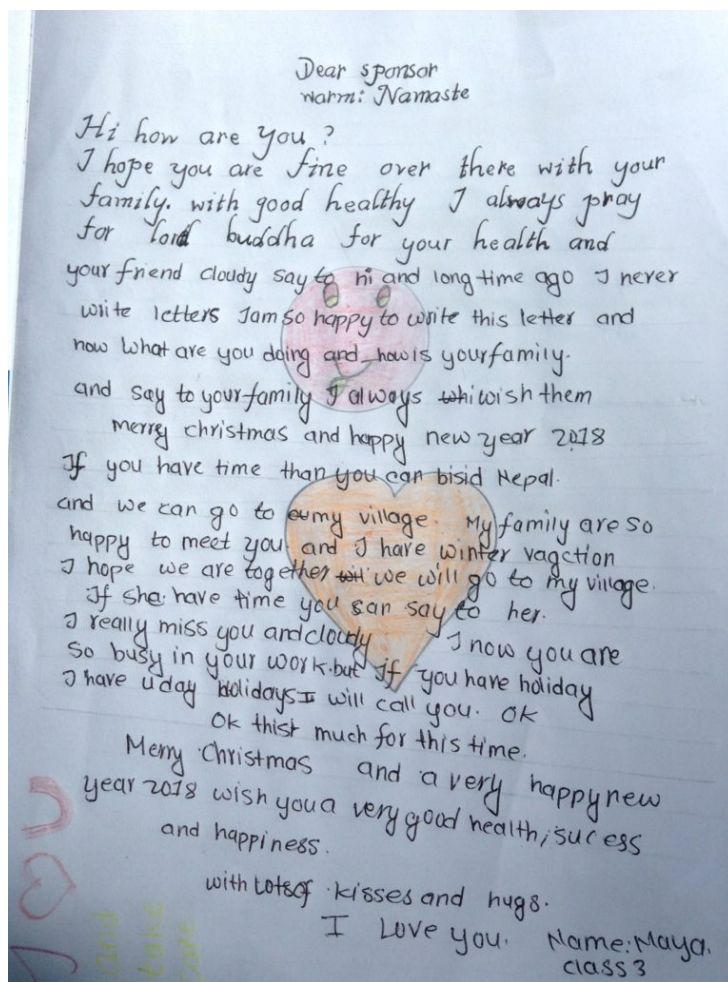 Dear sponsor
warm: Namaste
Hi how are you ?
I hope you are fine over there with your
family. with good healthy I always pray
for lord buddha for your health and
your friend cloudy say to hi and long time ago I never
write letters I am so happy to write this letter and
now what are you doing and how is your family.
and say to your family I always wish them
merry christmas and happy new year 2018
If you have time than you can bisid Nepal.
and we can go to my village. My family are so
happy to meet you and I have winter vagction
I hope we are together we will go to my village.
If she have time you can say to her.
I really miss you and cloudy I now you are
So busy in your work. but if you have holiday
I have u day holidays I will call you. OK
OK thist much for this time.
Merry Christmas and a very happy new
year 2018 wish you a very good health, sucess
and happiness.
with Lots of kisses and hugs.
I Love you. Name: Maya.
class 3
I ♡ U
and
take
care